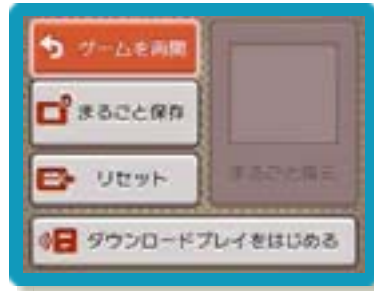 ゲームを再開
まるごと保存
まるごと復元
リセット
ダウンロードプレイをはじめる